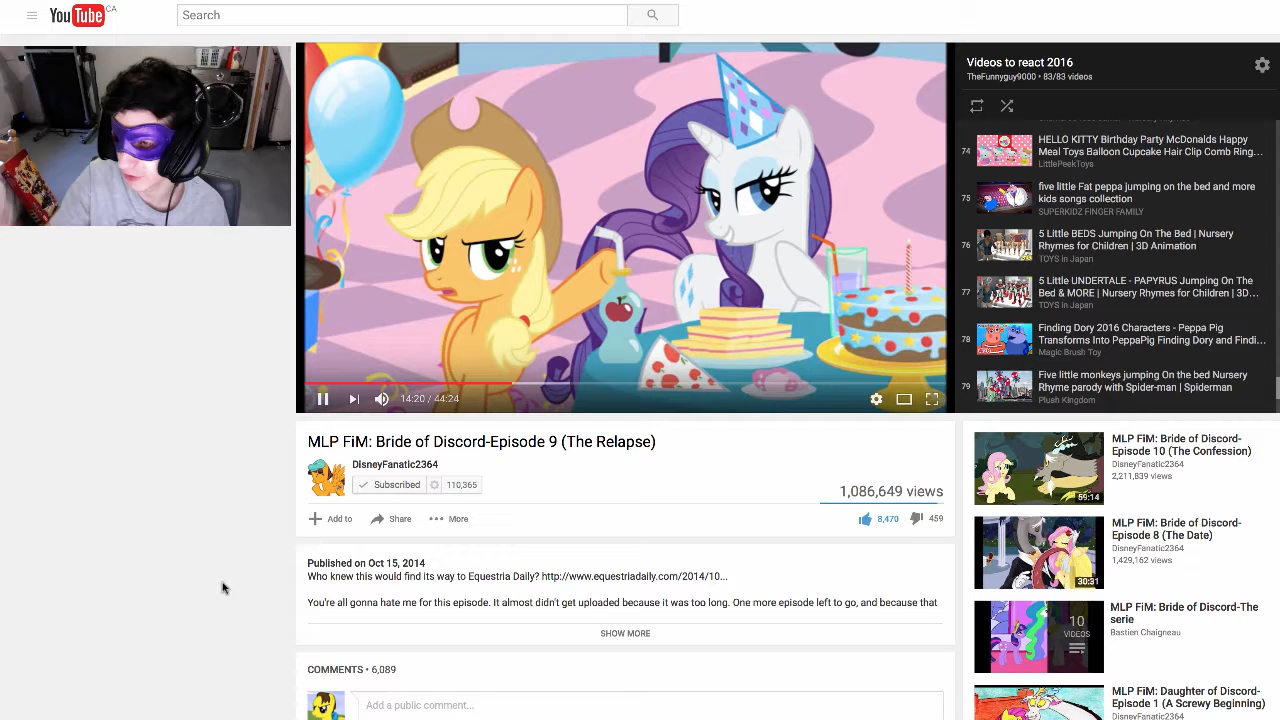 YouTube CA
Search
Videos to react 2016
TheFunnyguy9000 • 83/83 videos
74
HELLO KITTY Birthday Party McDonalds Happy
Meal Toys Balloon Cupcake Hair Clip Comb Ring...
LittlePeekToys
75
five little Fat peppa jumping on the bed and more
kids songs collection
SUPERKIDZ FINGER FAMILY
76
5 Little BEDS Jumping On The Bed | Nursery
Rhymes for Children | 3D Animation
TOYS in Japan
77
5 Little UNDERTALE - PAPYRUS Jumping On The
Bed & MORE | Nursery Rhymes for Children | 3D...
TOYS in Japan
78
Finding Dory 2016 Characters - Peppa Pig
Transforms Into PeppaPig Finding Dory and Findi...
Magic Brush Toy
79
Five little monkeys jumping On the bed Nursery
Rhyme parody with Spider-man | Spiderman
Plush Kingdom
14:20 / 44:24
MLP FiM: Bride of Discord-Episode 9 (The Relapse)
DisneyFanatic2364
Subscribed 110,365
1,086,649 views
Add to Share More
8,470 459
Published on Oct 15, 2014
Who knew this would find its way to Equestria Daily? http://www.equestriadaily.com/2014/10...
You're all gonna hate me for this episode. It almost didn't get uploaded because it was too long. One more episode left to go, and because that
SHOW MORE
COMMENTS • 6,089
Add a public comment...
MLP FiM: Bride of Discord-
Episode 10 (The Confession)
DisneyFanatic2364
2,211,839 views
59:14
MLP FiM: Bride of Discord-
Episode 8 (The Date)
DisneyFanatic2364
1,429,162 views
30:31
MLP FiM: Bride of Discord-The
serie
Bastien Chaigneau
10
VIDEOS
MLP FiM: Daughter of Discord-
Episode 1 (A Screwy Beginning)
DisneyFanatic2364